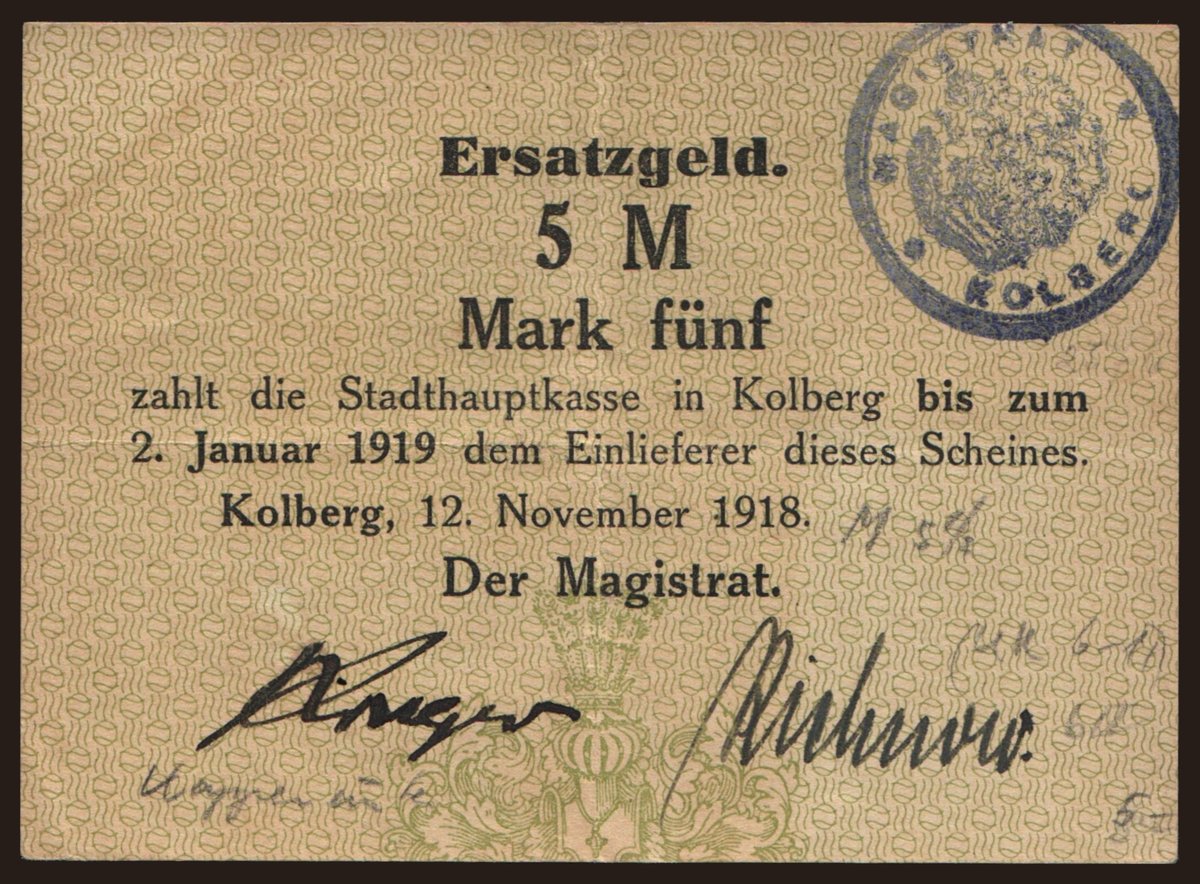 MAGISTRAT
KOLBERG
Ersatzgeld.
5 M
Mark fünf
zahlt die Stadthauptkasse in Kolberg bis zum
2. Januar 1919 dem Einlieferer dieses Scheines.
Kolberg, 12. November 1918.
Der Magistrat.